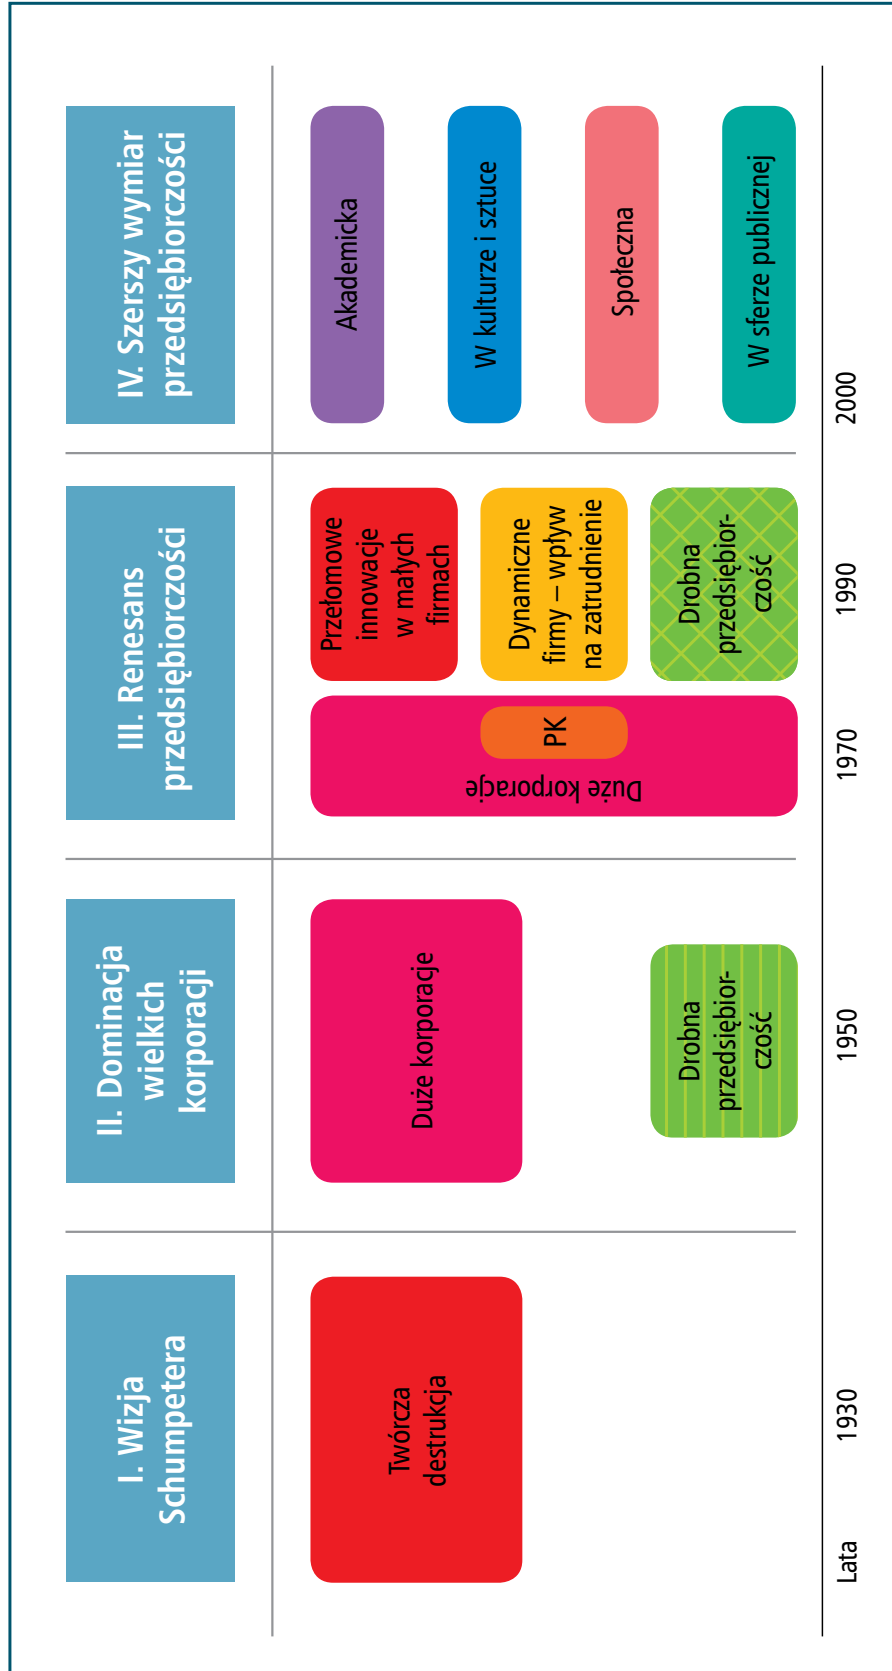 I. Wizja
Schumpetera
II. Dominacja
wielkich
korporacji
III. Renesans
przedsiębiorczości
IV. Szerszy wymiar
przedsiębiorczości
Twórcza
destrukcja
Duże korporacje
Drobna
przedsiębior-
czość
Duże korporacje
PK
Przełomowe
innowacje
w małych
firmach
Dynamiczne
firmy – wpływ
na zatrudnienie
Drobna
przedsiębior-
czość
Akademicka
W kulturze i sztuce
Społeczna
W sferze publicznej
Lata
1930
1950
1970
1990
2000